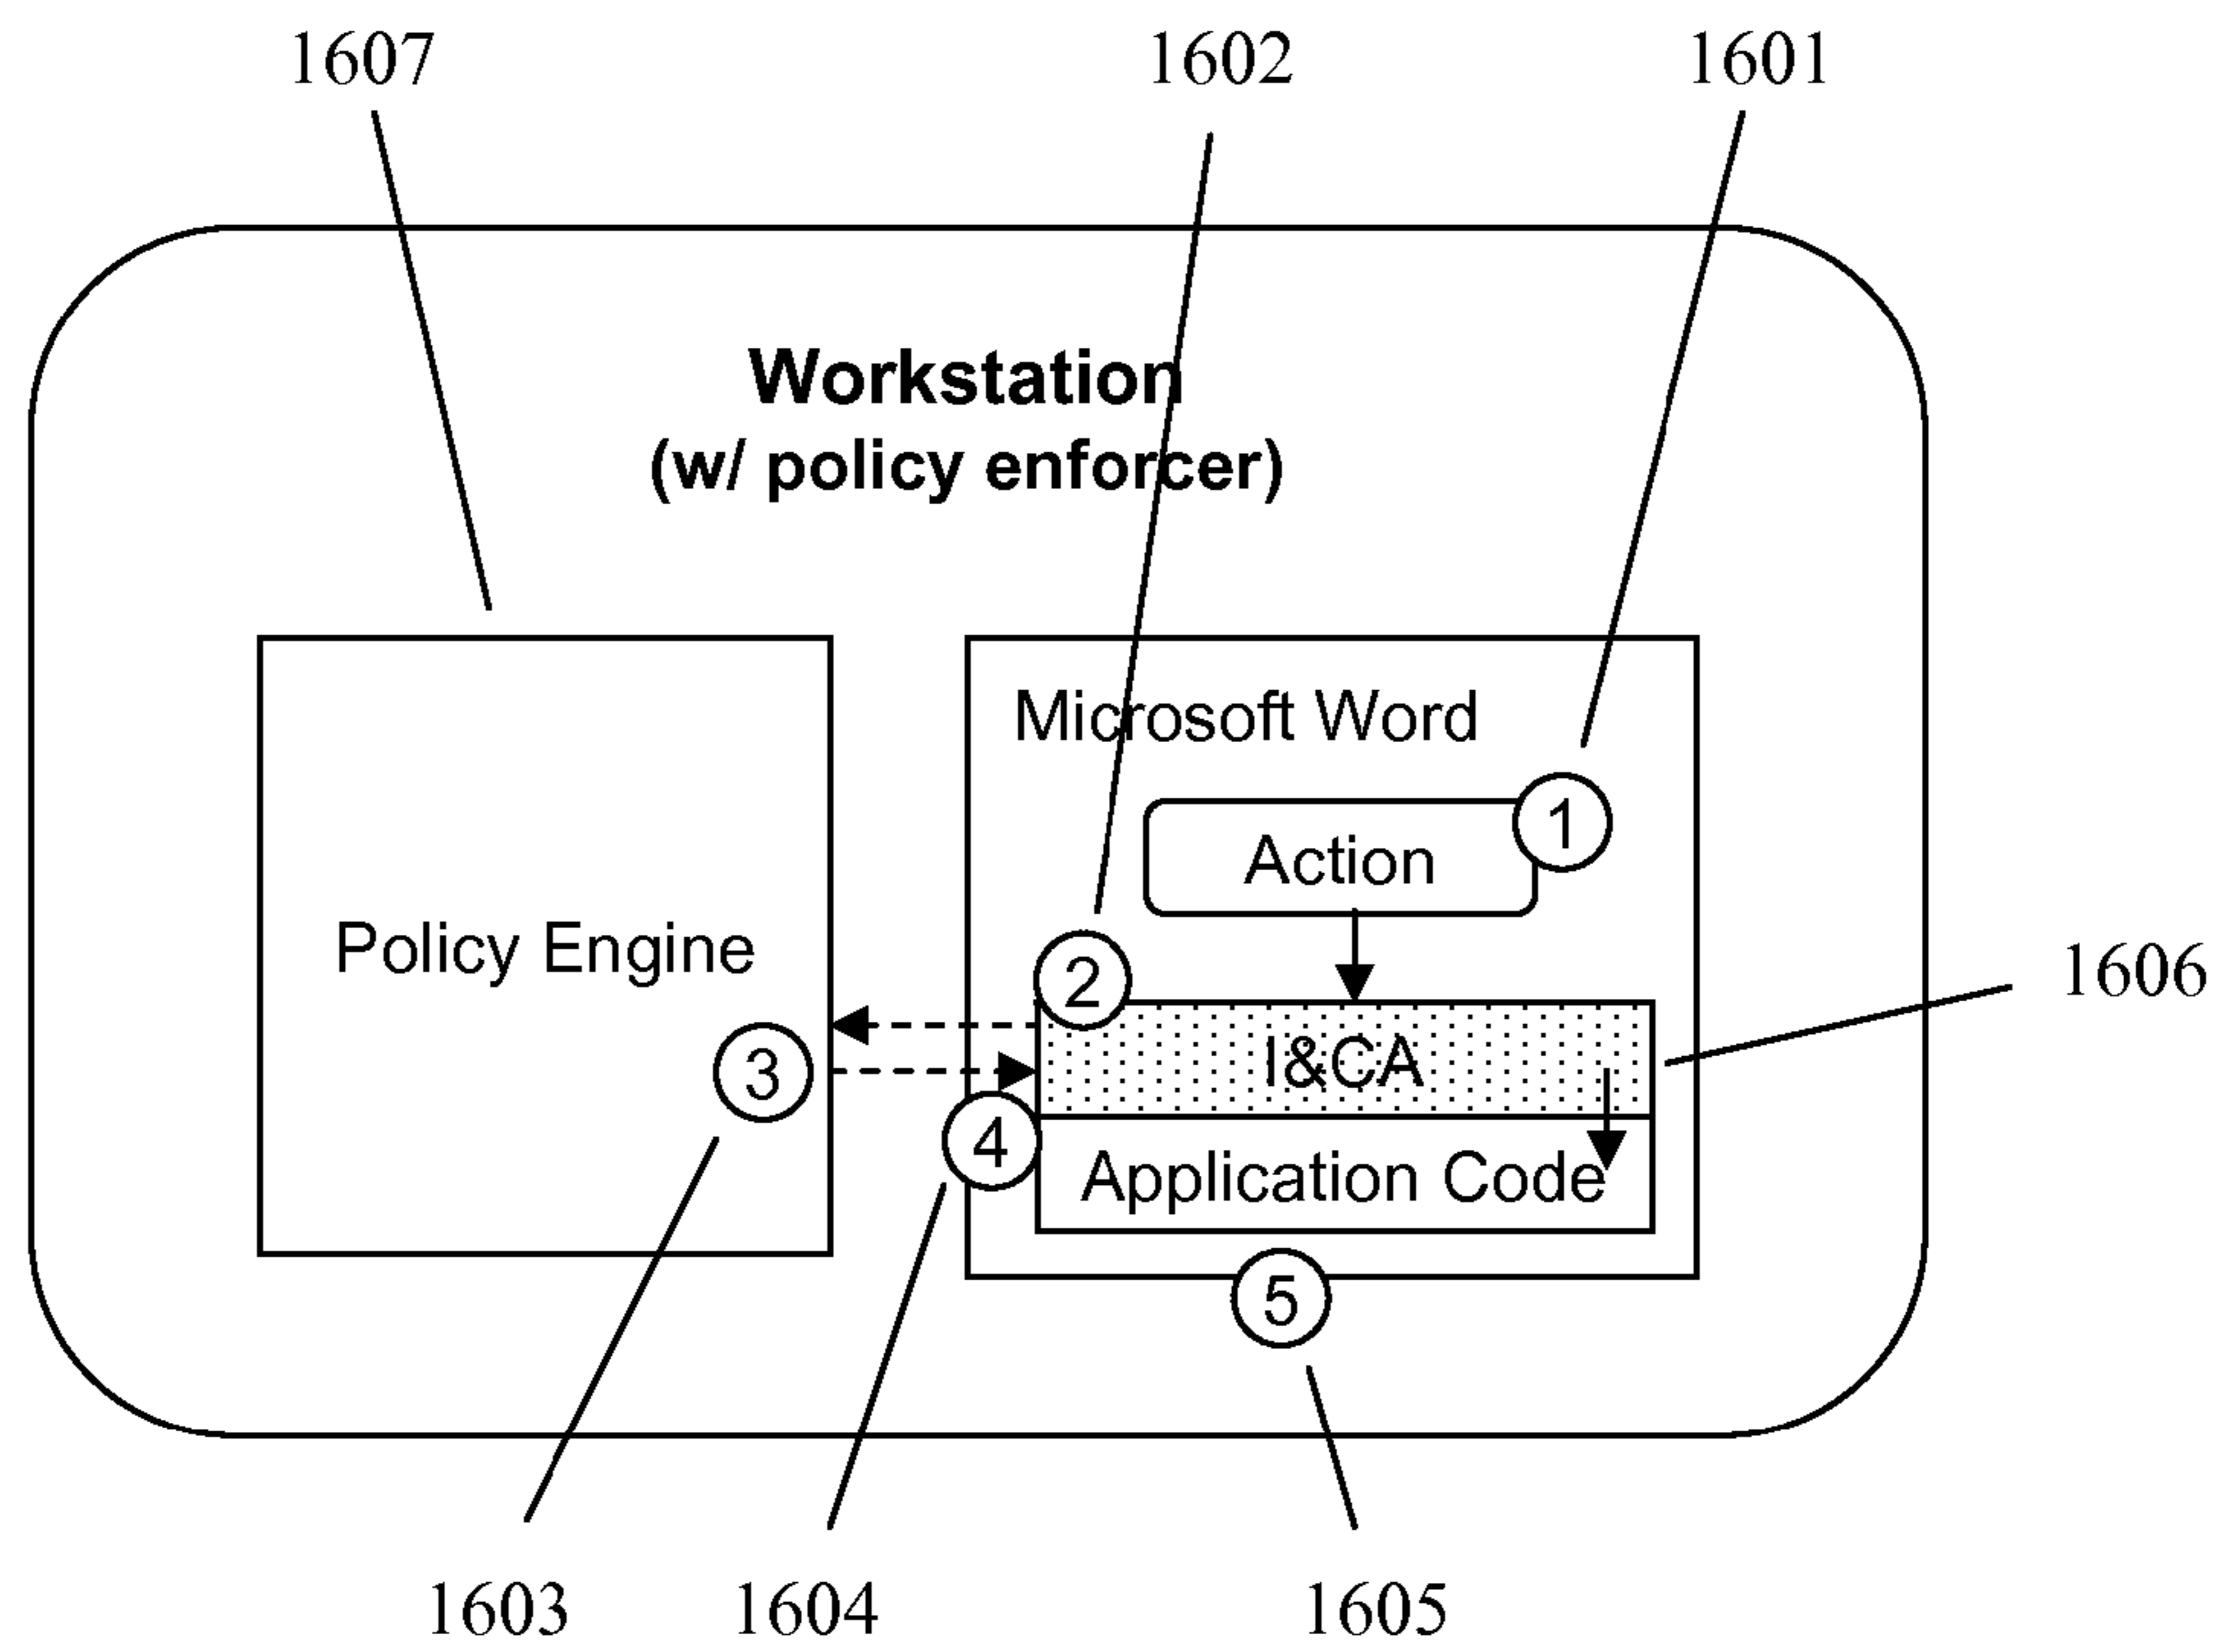 1607
1602
1601
Workstation
(w/ policy enforcer)
Microsoft Word
1
Action
Policy Engine
2
1606
3
I&CA
4
Application Code
5
1603
1604
1605